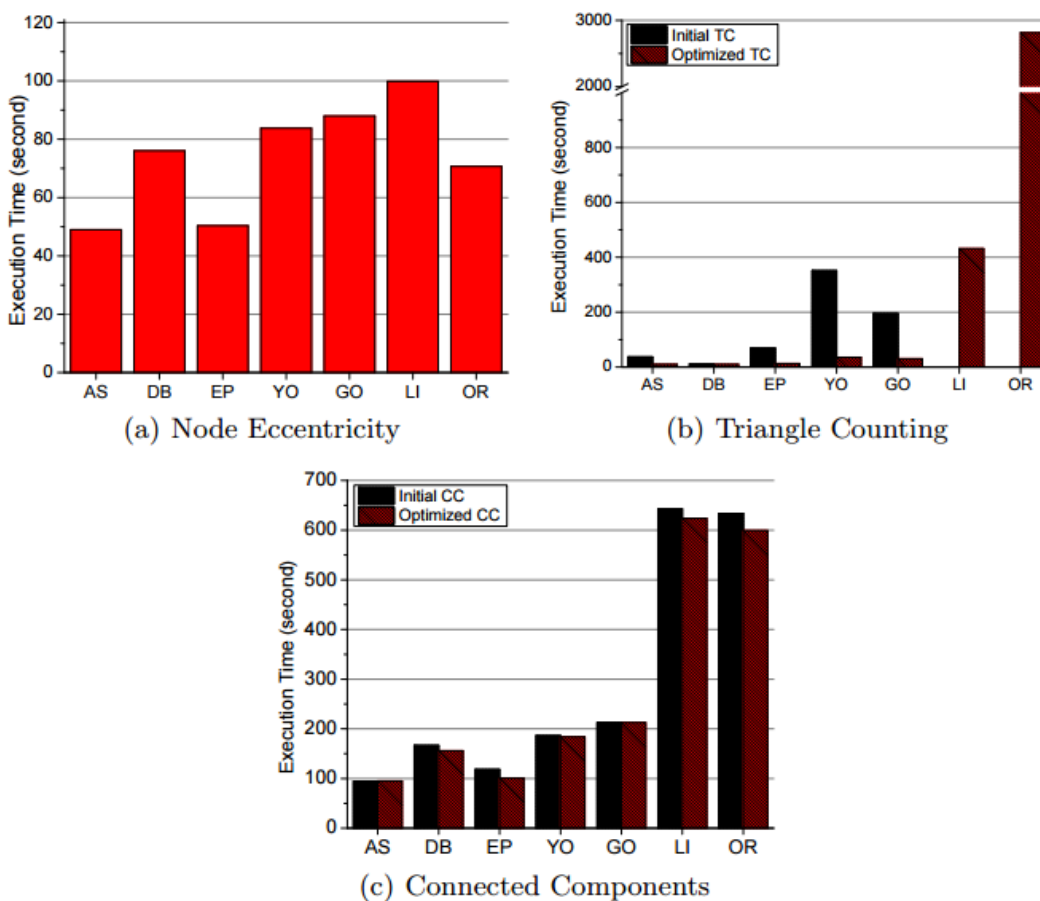 120
100
80
60
40
20
0
Execution Time (second)
AS DB EP YO GO LI OR
(a) Node Eccentricity
3000
2000
800
600
400
200
0
Execution Time (second)
Initial TC
Optimized TC
AS DB EP YO GO LI OR
(b) Triangle Counting
700
600
500
400
300
200
100
0
Execution Time (second)
Initial CC
Optimized CC
AS DB EP YO GO LI OR
(c) Connected Components